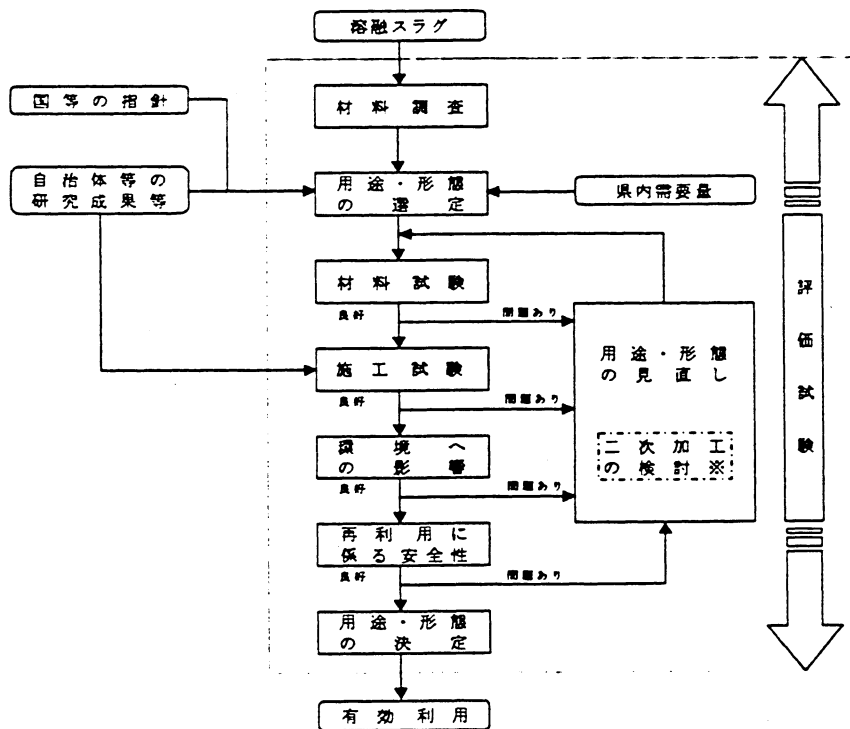 溶融スラグ
国等の指針
材料調査
自治体等の
研究成果等
用途・形態
の選定
県内需要量
材料試験
良好
問題あり
施工試験
良好
問題あり
環境へ
の影響
良好
問題あり
再利用に
係る安全性
良好
問題あり
用途・形態
の決定
有効利用
用途・形態
の見直し
二次加工
の検討※
評価試験